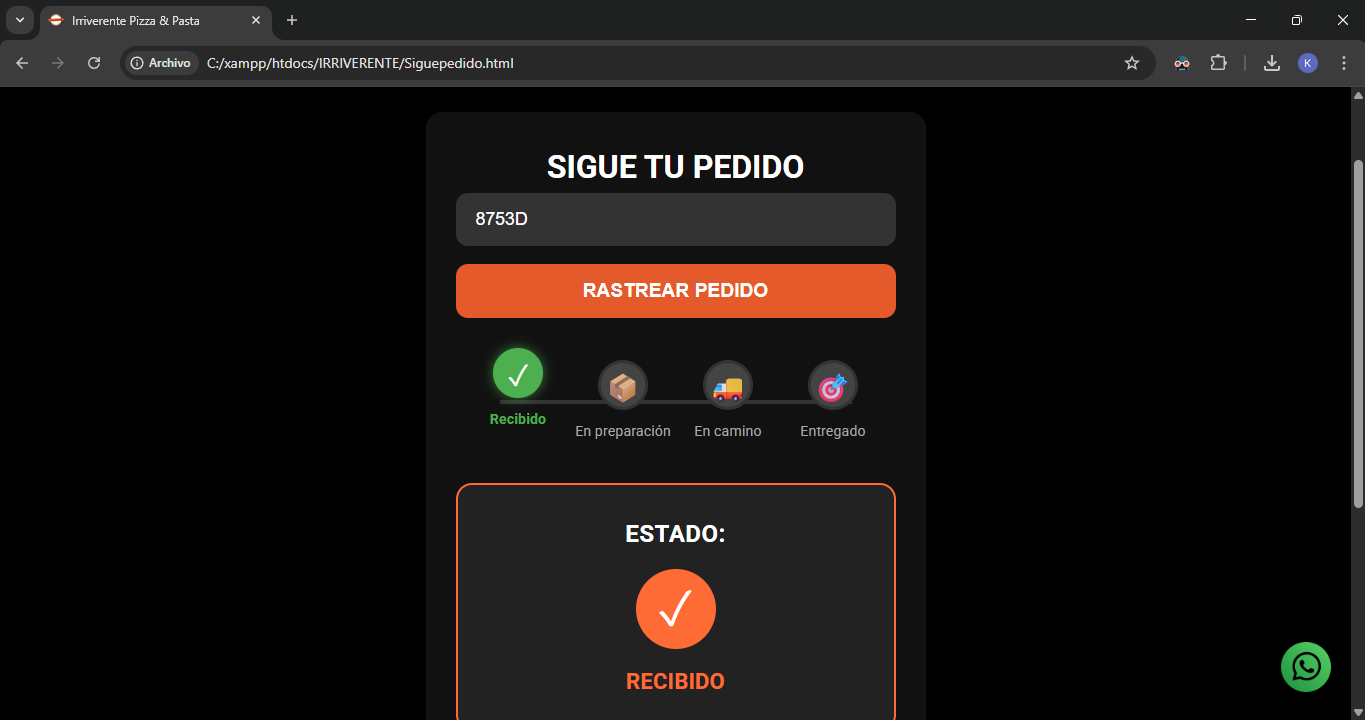 Irriverente Pizza & Pasta
Archivo C:/xampp/htdocs/IRRIVERENTE/Siguepedido.html
K
SIGUE TU PEDIDO
8753D
RASTREAR PEDIDO
Recibido
En preparación
En camino
Entregado
ESTADO:
RECIBIDO